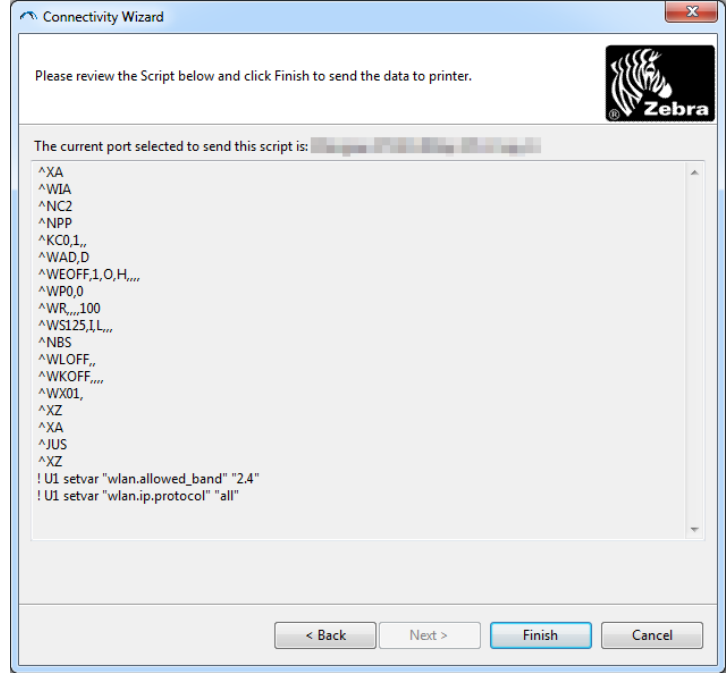 Connectivity Wizard
Please review the Script below and click Finish to send the data to printer.
® Zebra
The current port selected to send this script is:
^XA
^WIA
^NC2
^NPP
^KC0,1,,
^WAD,D
^WEOFF,1,O,H,,,,
^WP0,0
^WR,,,,100
^WS125,I,L,,,
^NBS
^WLOFF,,
^WKOFF,,,,
^WX01,
^XZ
^XA
^JUS
^XZ
! U1 setvar "wlan.allowed_band" "2.4"
! U1 setvar "wlan.ip.protocol" "all"
< Back Next > Finish Cancel